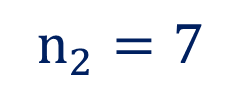 n₂ = 7